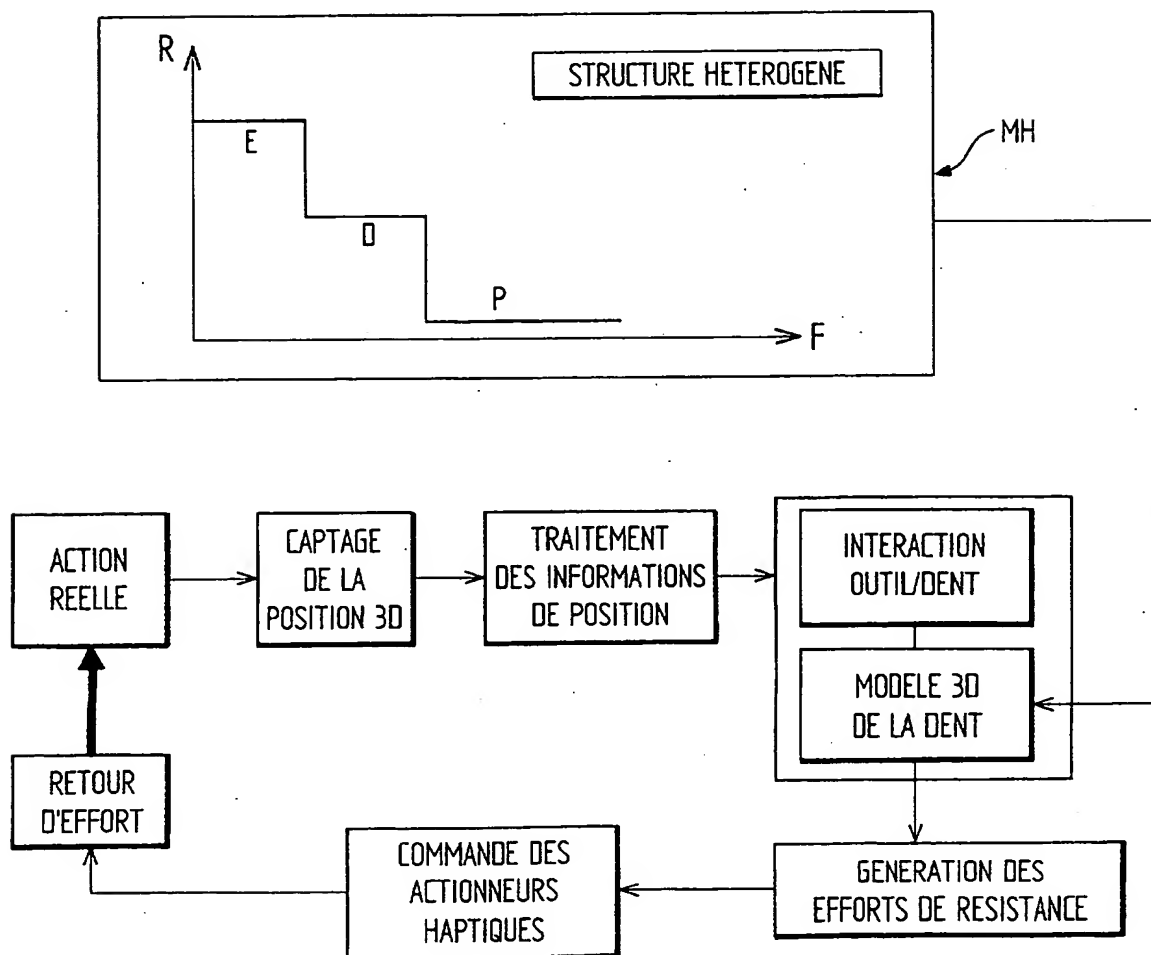 R
STRUCTURE HETEROGENE
E
D
P
F
MH
ACTION
REELLE
CAPTAGE
DE LA
POSITION 3D
TRAITEMENT
DES INFORMATIONS
DE POSITION
INTERACTION
OUTIL/DENT
MODELE 3D
DE LA DENT
RETOUR
D'EFFORT
COMMANDE DES
ACTIONNEURS
HAPTIQUES
GENERATION DES
EFFORTS DE RESISTANCE